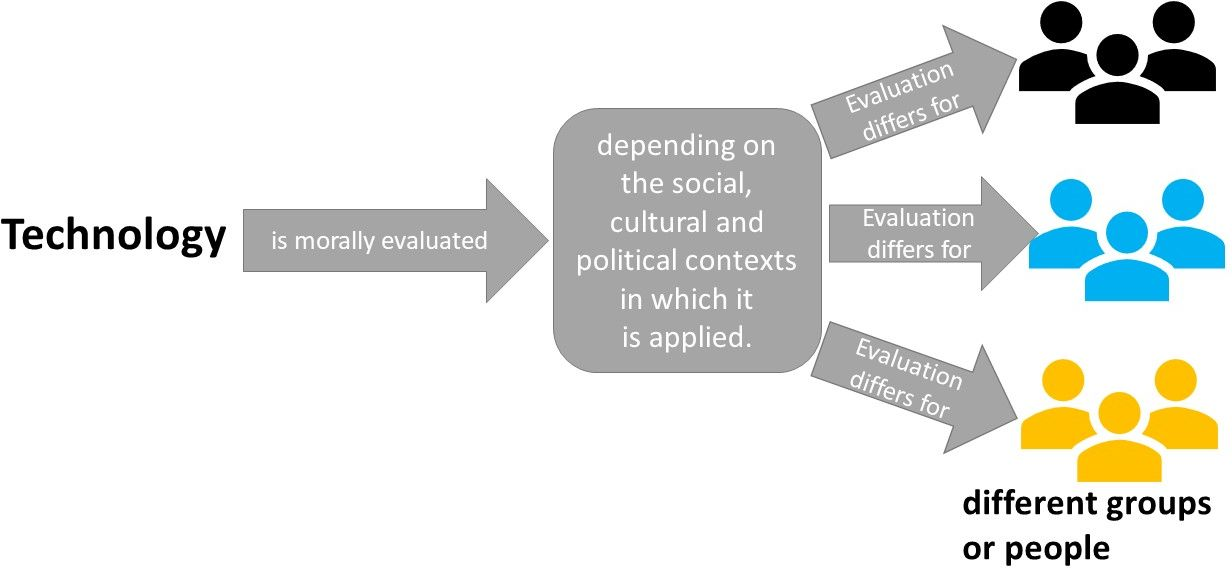 Technology
is morally evaluated
depending on
the social,
cultural and
political contexts
in which it
is applied.
Evaluation
differs for
Evaluation
differs for
Evaluation
differs for
different groups
or people